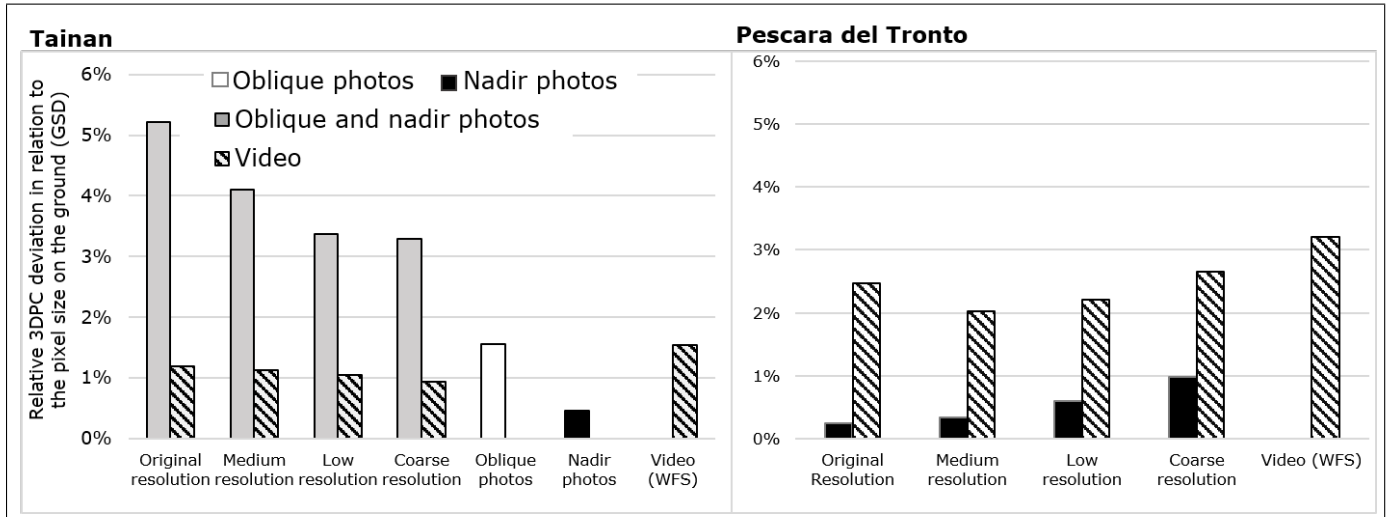 Tainan
Relative 3DPC deviation in relation to
the pixel size on the ground (GSD)
6%
5%
4%
3%
2%
1%
0%
Oblique photos
Nadir photos
Oblique and nadir photos
Video
Original
resolution
Medium
resolution
Low
resolution
Coarse
resolution
Oblique
photos
Nadir
photos
Video
(WFS)
Pescara del Tronto
6%
5%
4%
3%
2%
1%
0%
Original
Resolution
Medium
resolution
Low
resolution
Coarse
resolution
Video (WFS)